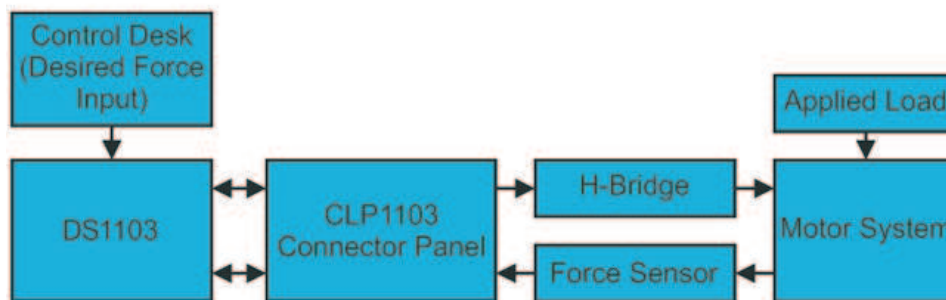 Control Desk
(Desired Force
Input)
Applied Load
DS1103
CLP1103
Connector Panel
H-Bridge
Force Sensor
Motor System